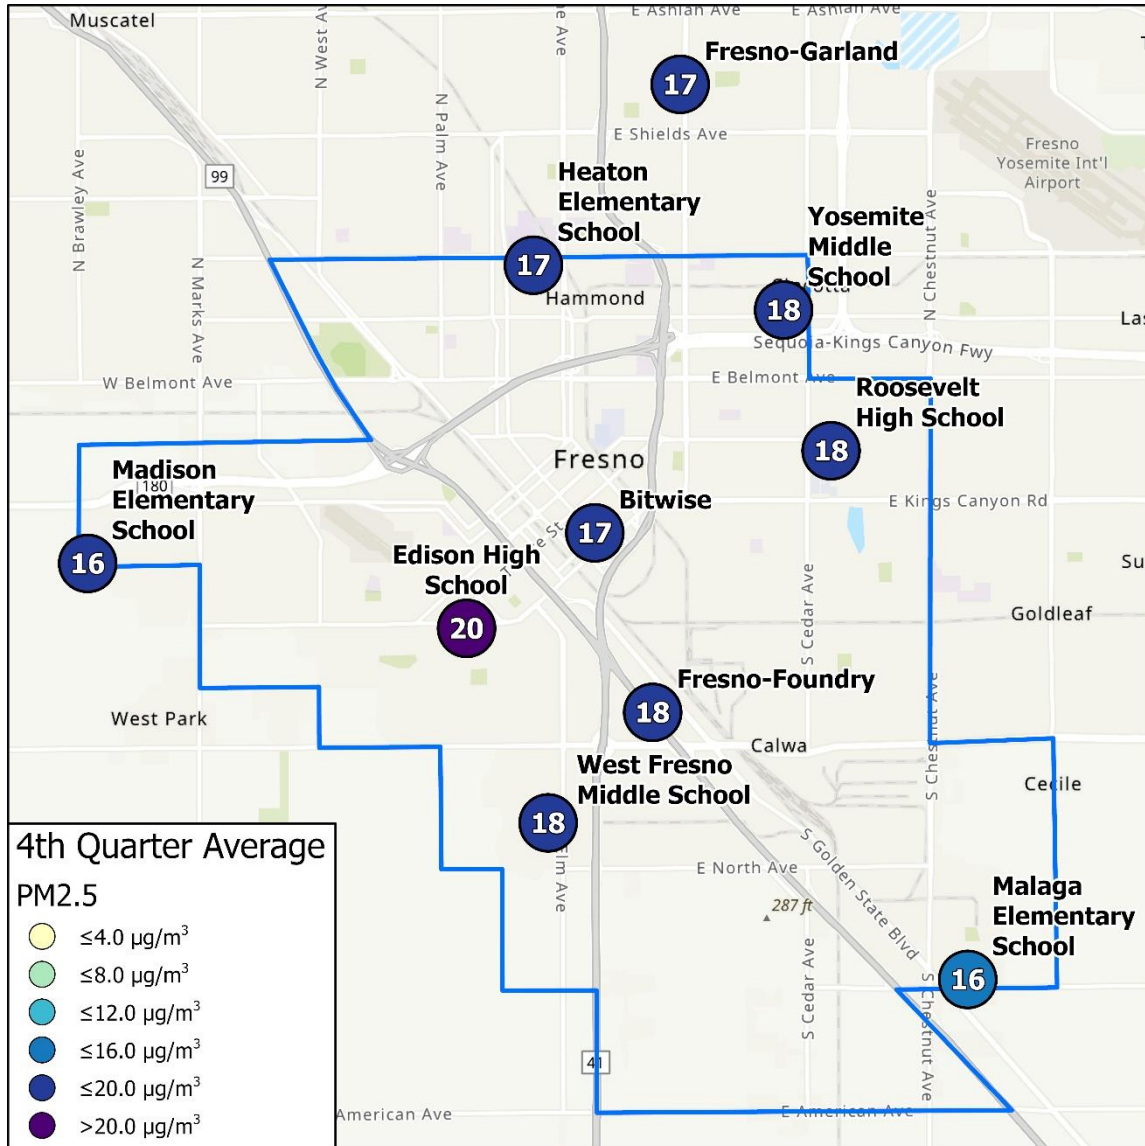 Muscatel
E Ashlan Ave
E Ashlan Ave
N West Av
N Palm Ave
ne Ave
Fresno-Garland
17
E Shields Ave
Fresno
Yosemite Int'l
Airport
99
N Brawley Ave
N Marks Ave
Heaton
Elementary
School
17
Hammond
Yosemite
Middle
School
18
N Chestnut Ave
Las
Sequoia-Kings Canyon Fwy
W Belmont Ave
E Belmont Ave
Roosevelt
High School
18
Fresno
Madison
Elementary
School
180
16
Bitwise
17
E Kings Canyon Rd
Edison High
School
20
Su
S Cedar Ave
Goldleaf
Fresno-Foundry
18
West Park
Calwa
S Chestnut Ave
Cecile
West Fresno
Middle School
18
Elm Ave
E North Ave
S Golden State Blvd
287 ft
Malaga
Elementary
School
16
S Cedar Ave
S Chestnut Ave
41
American Ave
E American Ave
4th Quarter Average
PM2.5
≤4.0 µg/m³
≤8.0 µg/m³
≤12.0 µg/m³
≤16.0 µg/m³
≤20.0 µg/m³
>20.0 µg/m³